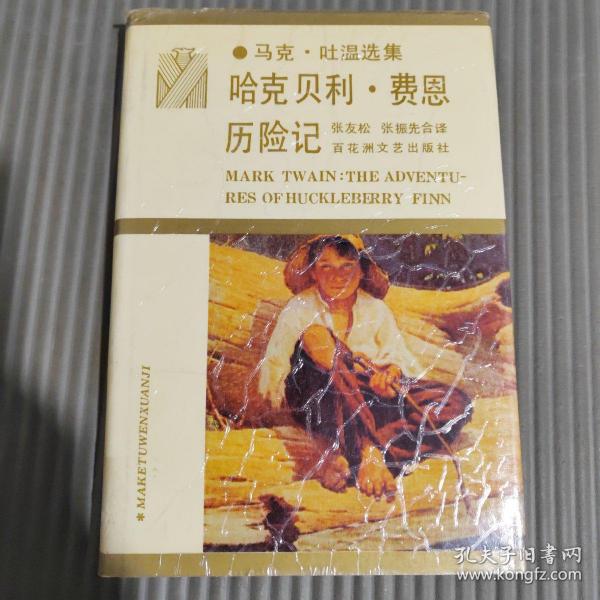 ●马克·吐温选集
哈克贝利·费恩
历险记
张友松 张振先合译
百花洲文艺出版社
MARK TWAIN:THE ADVENTU-
RES OF HUCKLEBERRY FINN
* MAKETUWENXUANJI
孔夫子旧书网
www.kongfz.com